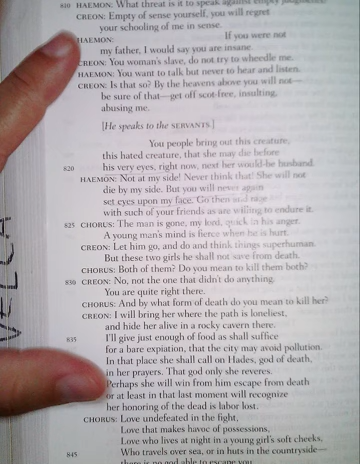 810 HAEMON: What threat is it to speak against empty
CREON: Empty of sense yourself, you will regret
your schooling of me in sense.
HAEMON: If you were not
my father, I would say you are insane.
CREON: You woman's slave, do not try to wheedle me.
HAEMON: You want to talk but never to hear and listen.
CREON: Is that so? By the heavens above you will not—
be sure of that—get off scot-free, insulting,
abusing me.
[He speaks to the SERVANTS.]
You people bring out this creature,
this hated creature, that she may die before
820 his very eyes, right now, next her would-be husband.
HAEMON: Not at my side! Never think that! She will not
die by my side. But you will never again
set eyes upon my face. Go then and rage
with such of your friends as are willing to endure it.
825 CHORUS: The man is gone, my lord, quick in his anger.
A young man's mind is fierce when he is hurt.
CREON: Let him go, and do and think things superhuman.
But these two girls he shall not save from death.
CHORUS: Both of them? Do you mean to kill them both?
830 CREON: No, not the one that didn't do anything.
You are quite right there.
CHORUS: And by what form of death do you mean to kill her?
CREON: I will bring her where the path is loneliest,
and hide her alive in a rocky cavern there.
835 I'll give just enough of food as shall suffice
for a bare expiation, that the city may avoid pollution.
In that place she shall call on Hades, god of death,
in her prayers. That god only she reveres.
Perhaps she will win from him escape from death
or at least in that last moment will recognize
her honoring of the dead is labor lost.
CHORUS: Love undefeated in the fight,
Love that makes havoc of possessions,
Love who lives at night in a young girl's soft cheeks,
845 Who travels over sea, or in huts in the countryside—
there is no god able to escape you